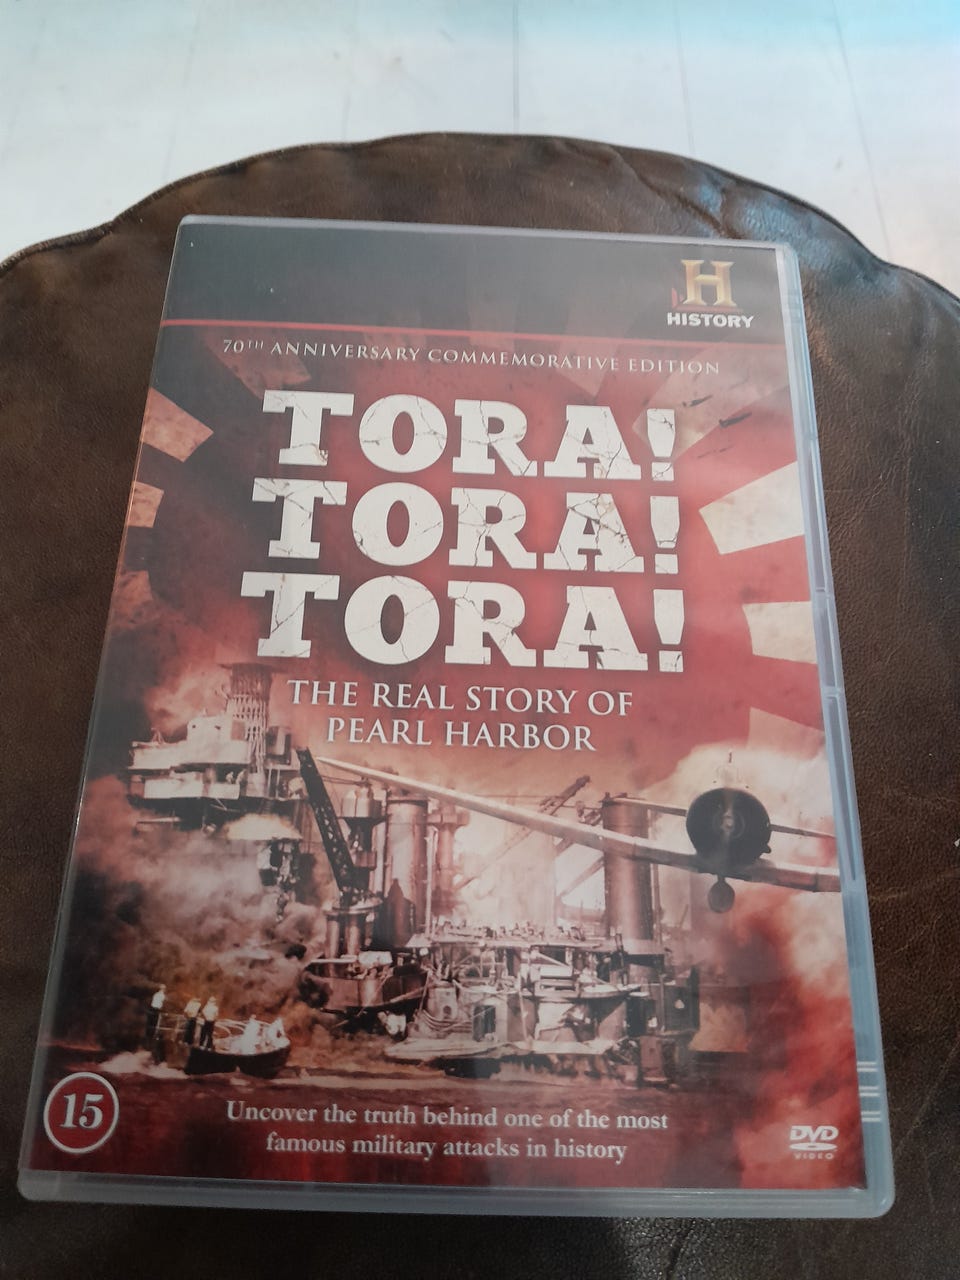 H
HISTORY
70TH ANNIVERSARY COMMEMORATIVE EDITION
TORA!
TORA!
TORA!
THE REAL STORY OF
PEARL HARBOR
15
Uncover the truth behind one of the most
famous military attacks in history
DVD
VIDEO